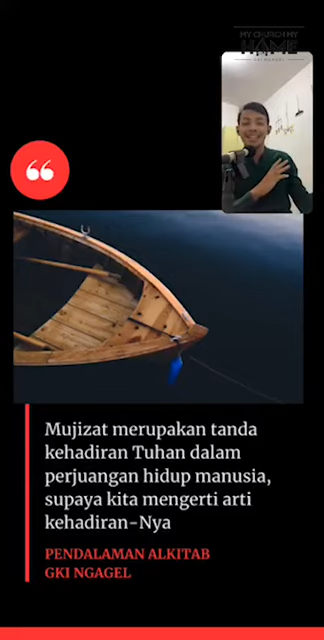 MY CHURCH MY
HOME
GKI NGAGEL
Mujizat merupakan tanda
kehadiran Tuhan dalam
perjuangan hidup manusia,
supaya kita mengerti arti
kehadiran-Nya
PENDALAMAN ALKITAB
GKI NGAGEL